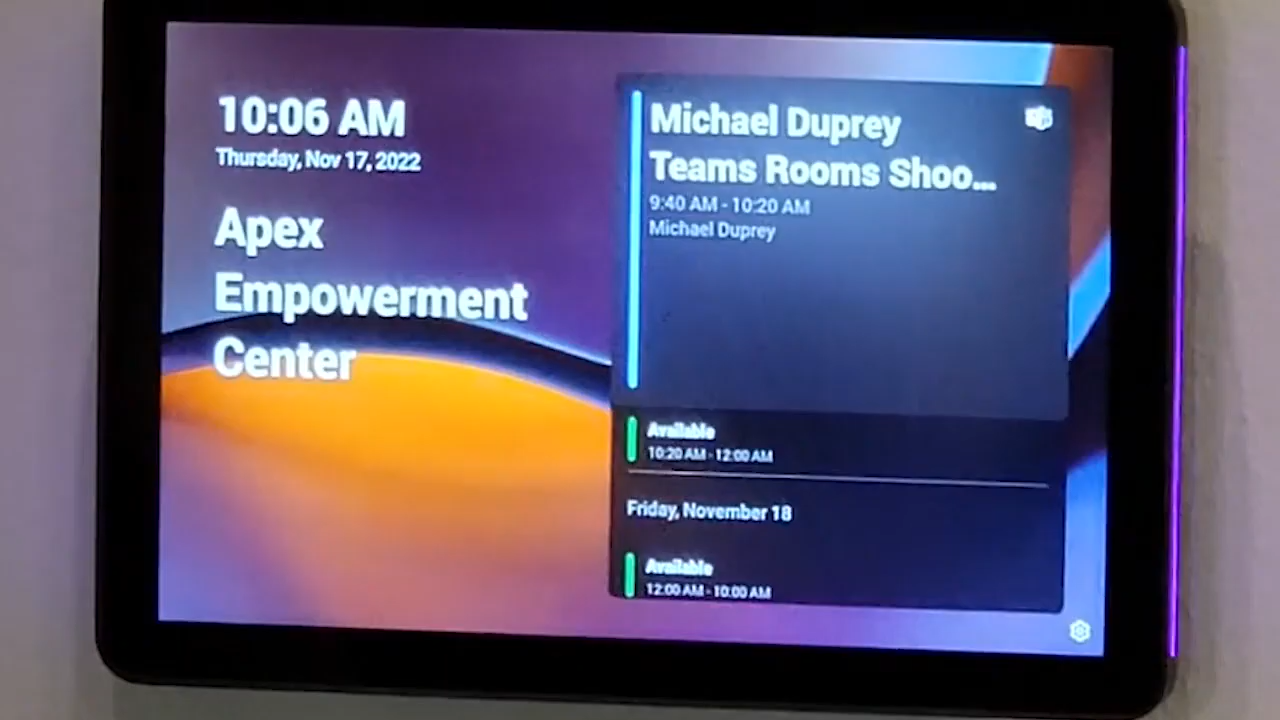 10:06 AM
Thursday, Nov 17, 2022
Apex
Empowerment
Center
Michael Duprey
Teams Rooms Shoo...
9:40 AM - 10:20 AM
Michael Duprey
Available
10:20 AM - 12:00 AM
Friday, November 18
Available
12:00 AM - 10:00 AM